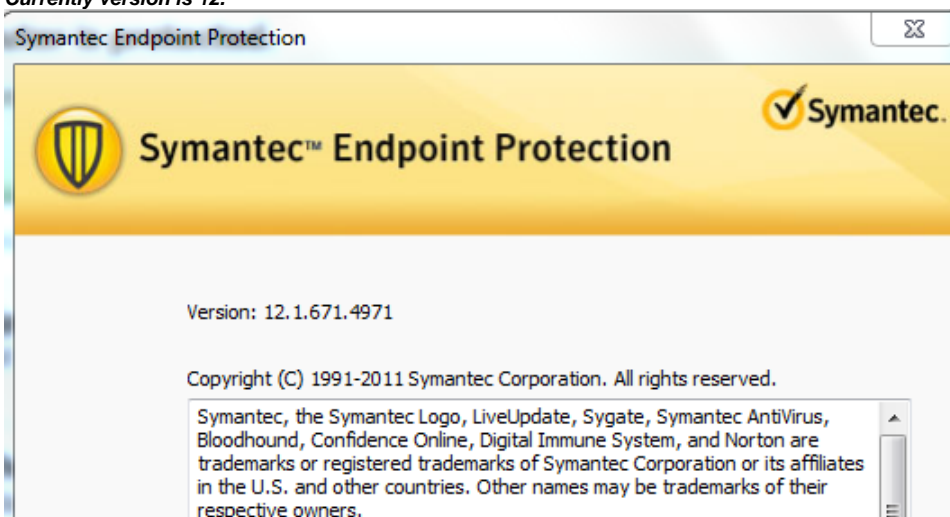 Currently version is 12.
Symantec Endpoint Protection
Symantec.
Symantec™ Endpoint Protection
Version: 12.1.671.4971
Copyright (C) 1991-2011 Symantec Corporation. All rights reserved.
Symantec, the Symantec Logo, LiveUpdate, Sygate, Symantec AntiVirus,
Bloodhound, Confidence Online, Digital Immune System, and Norton are
trademarks or registered trademarks of Symantec Corporation or its affiliates
in the U.S. and other countries. Other names may be trademarks of their
respective owners.